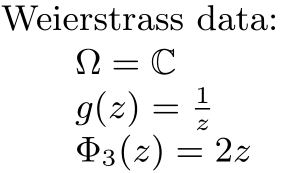 Weierstrass data:
Ω = ℂ
g(z) = 1/z
Φ₃(z) = 2z